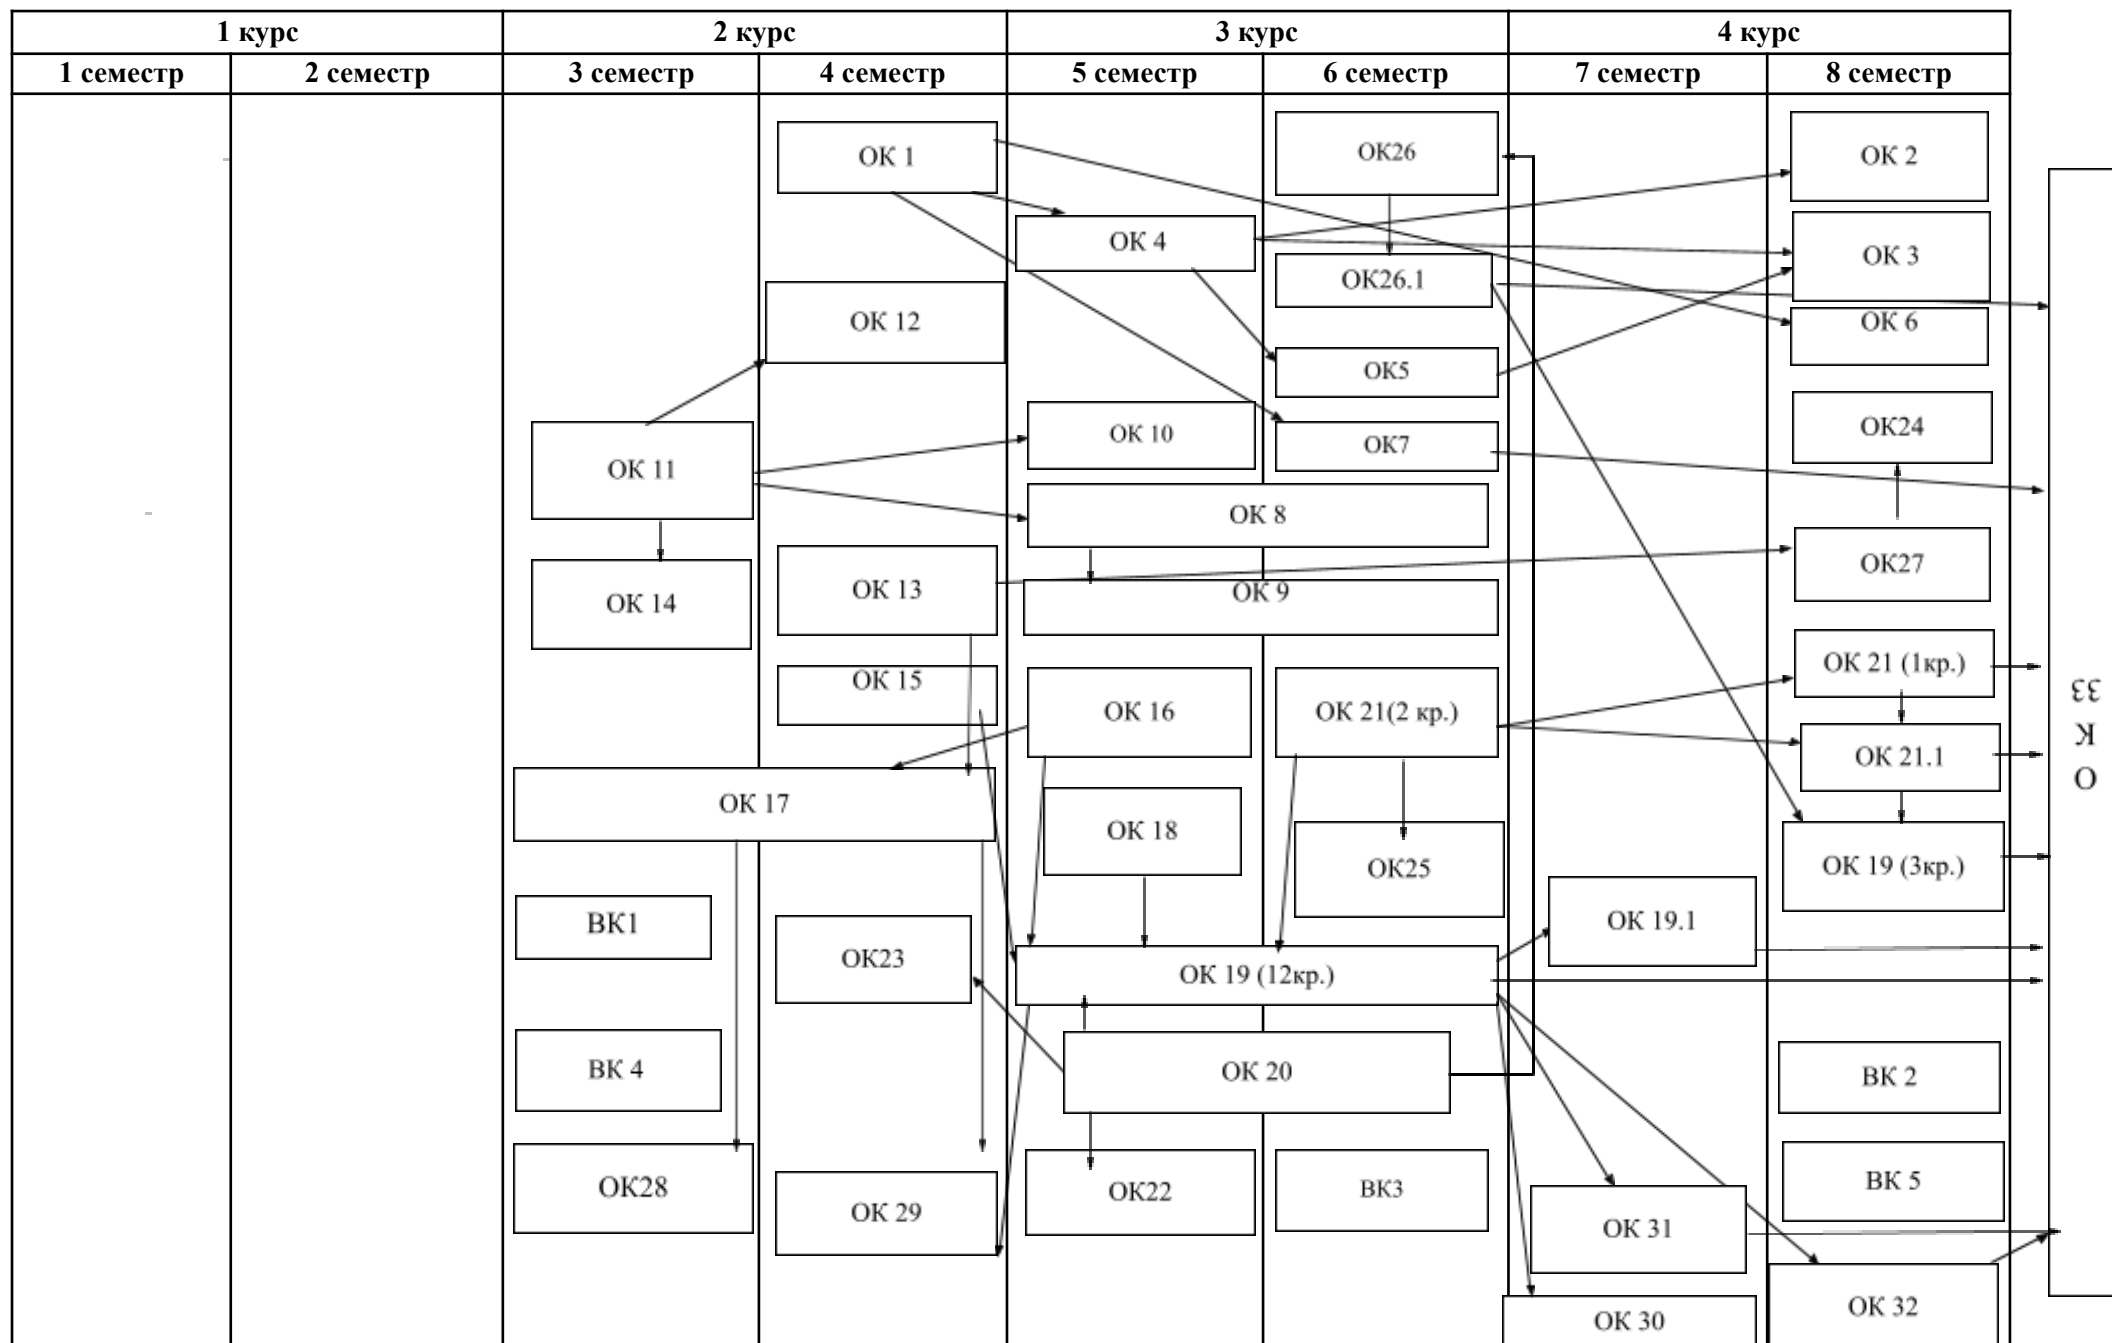 1 курс 2 курс 3 курс 4 курс
1 семестр 2 семестр 3 семестр 4 семестр 5 семестр 6 семестр 7 семестр 8 семестр
ОК 1
ОК26
ОК 2
ОК 4
ОК 3
ОК26.1
ОК 12
ОК 6
ОК5
ОК 10
ОК7
ОК24
ОК 11
ОК 8
ОК27
ОК 13
ОК 9
ОК 14
ОК 21 (1кр.)
ОК 15
ОК 16
ОК 21(2 кр.)
ОК 21.1
ОК 17
ОК 18
ОК25
ОК 19 (3кр.)
ВК1
ОК 19.1
ОК23
ОК 19 (12кр.)
ВК 4
ОК 20
ВК 2
ОК28
ОК22
ВК3
ВК 5
ОК 29
ОК 31
ОК 32
ОК 30
О К 33